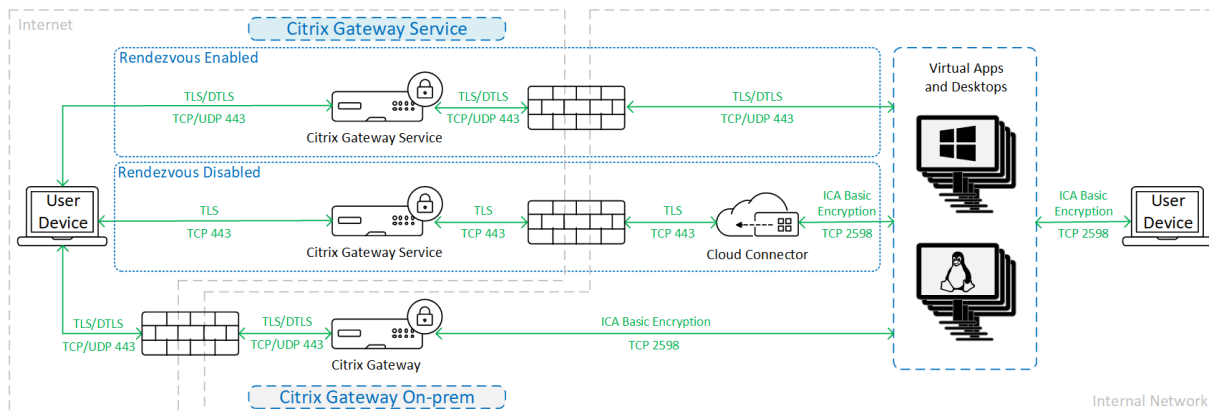 Internet
Citrix Gateway Service
Rendezvous Enabled
TLS/DTLS
TCP/UDP 443
Citrix Gateway Service
TLS/DTLS
TCP/UDP 443
TLS/DTLS
TCP/UDP 443
Virtual Apps
and Desktops
Rendezvous Disabled
User
Device
TLS
TCP 443
Citrix Gateway Service
TLS
TCP 443
TLS
TCP 443
Cloud Connector
ICA Basic
Encryption
TCP 2598
ICA Basic
Encryption
TCP 2598
User
Device
TLS/DTLS
TCP/UDP 443
TLS/DTLS
TCP/UDP 443
Citrix Gateway
ICA Basic Encryption
TCP 2598
Citrix Gateway On-prem
Internal Network